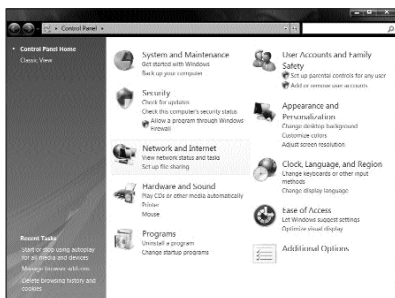 Control Panel
Control Panel Home
Classic View
System and Maintenance
Get started with Windows
Back up your computer
Security
Check for updates
Check this computer's security status
Allow a program through Windows
Firewall
Network and Internet
View network status and tasks
Set up file sharing
Hardware and Sound
Play CDs or other media automatically
Printer
Mouse
Programs
Uninstall a program
Change startup programs
User Accounts and Family
Safety
Set up parental controls for any user
Add or remove user accounts
Appearance and
Personalization
Change desktop background
Customize colors
Adjust screen resolution
Clock, Language, and Region
Change keyboards or other input
methods
Change display language
Ease of Access
Let Windows suggest settings
Optimize visual display
Additional Options
Recent Tasks
Start or stop using autoplay
for all media and devices
Manage browser add-ons
Delete browsing history and
cookies